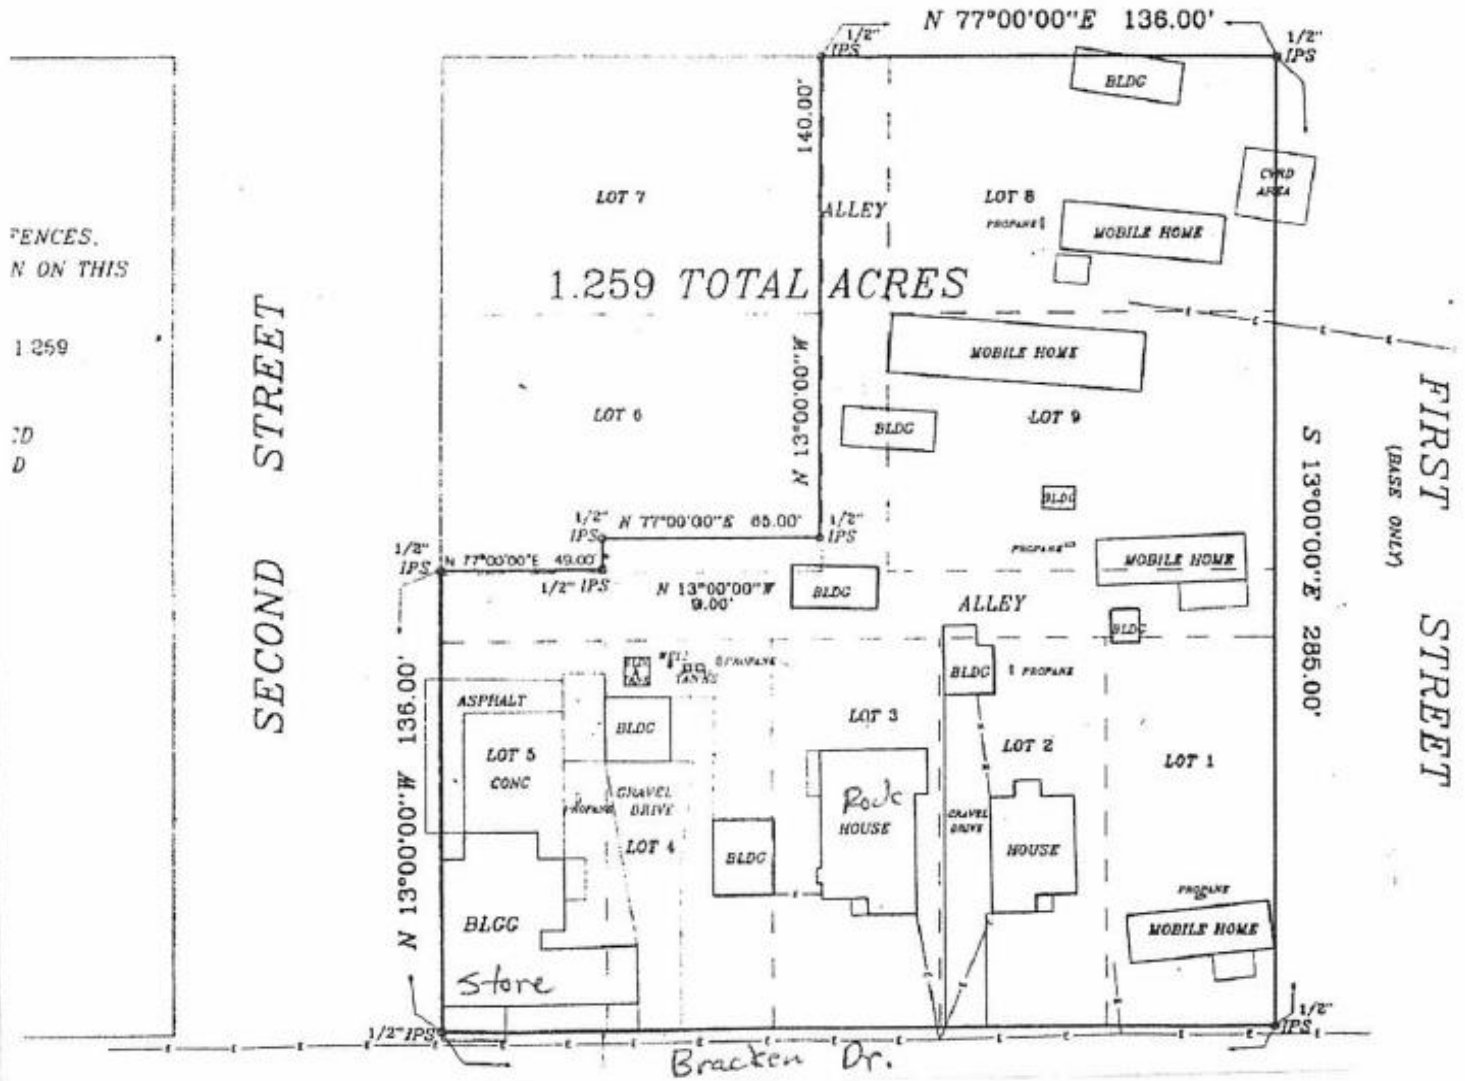 N 77°00'00"E 136.00'
1/2"
IPS
1/2"
IPS
BLDG
140.00'
CVRD
AREA
LOT 7
LOT 8
ALLEY
PROPANE
MOBILE HOME
FENCES.
N ON THIS
1.259 TOTAL ACRES
1.259
MOBILE HOME
SECOND STREET
N 13°00'00"W
LOT 6
BLDG
LOT 9
FIRST STREET
(BASE ONLY)
S 13°00'00"E 285.00'
D
BLDG
1/2"
IPS
N 77°00'00"E 65.00'
1/2"
IPS
1/2"
IPS
N 77°00'00"E 49.00'
1/2" IPS
N 13°00'00"W
9.00'
PROPANE
MOBILE HOME
BLDG
ALLEY
BLDG
WELL
TANKS
PROPANE
BLDG
PROPANE
N 13°00'00"W 136.00'
ASPHALT
BLDG
LOT 3
LOT 2
LOT 1
LOT 5
CONC
PROPANE
GRAVEL
DRIVE
Rock
HOUSE
GRAVEL
DRIVE
LOT 4
BLDG
HOUSE
PROPANE
BLGG
MOBILE HOME
Store
1/2" IPS
1/2"
IPS
Bracken Dr.